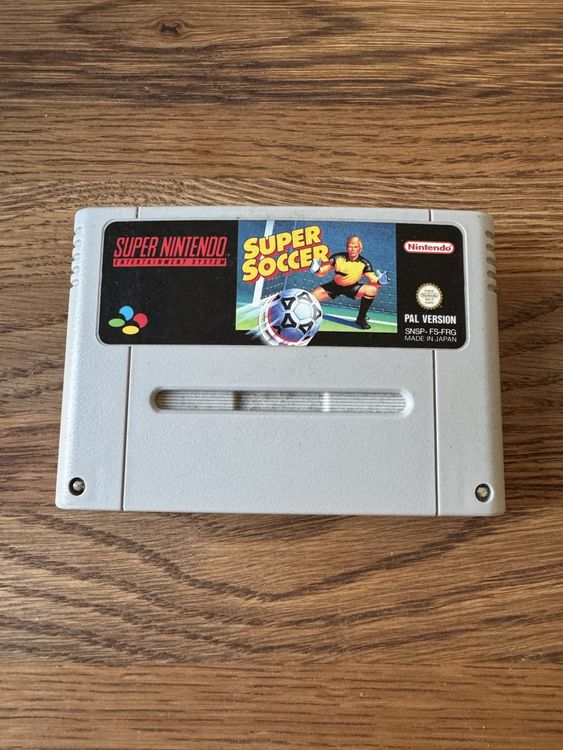 SUPER NINTENDO
ENTERTAINMENT SYSTEM
SUPER
SOCCER
Nintendo
PAL VERSION
SNSP-FS-FRG
MADE IN JAPAN